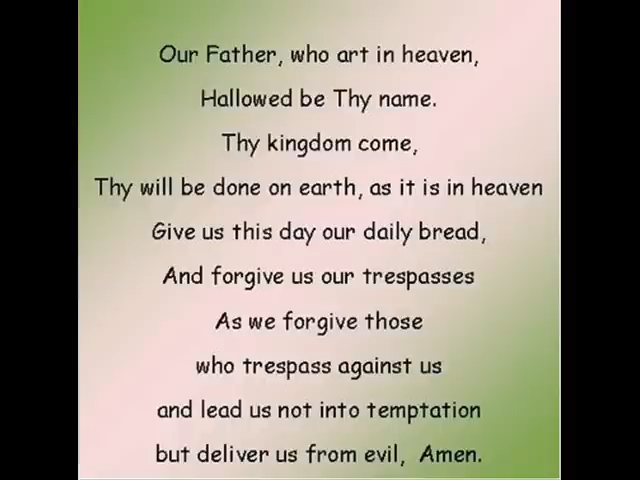 Our Father, who art in heaven,
Hallowed be Thy name.
Thy kingdom come,
Thy will be done on earth, as it is in heaven
Give us this day our daily bread,
And forgive us our trespasses
As we forgive those
who trespass against us
and lead us not into temptation
but deliver us from evil, Amen.